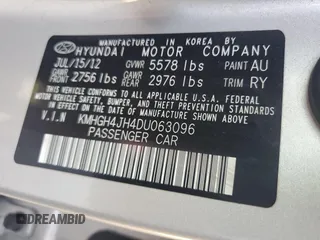 MANUFACTURED IN KOREA BY
HYUNDAI MOTOR COMPANY
JUL/15/12 GVWR 5578 lbs PAINT AU
GAWR FRONT 2756 lbs GAWR REAR 2976 lbs TRIM RY
THIS VEHICLE CONFORMS TO ALL APPLICABLE
FEDERAL MOTOR VEHICLE SAFETY, BUMPER,
AND THEFT PREVENTION STANDARDS IN EFFECT
ON THE DATE OF MANUFACTURE SHOWN ABOVE.
V.I.N KMHGH4JH4DU063096
PASSENGER CAR
AUTOBIDMASTER